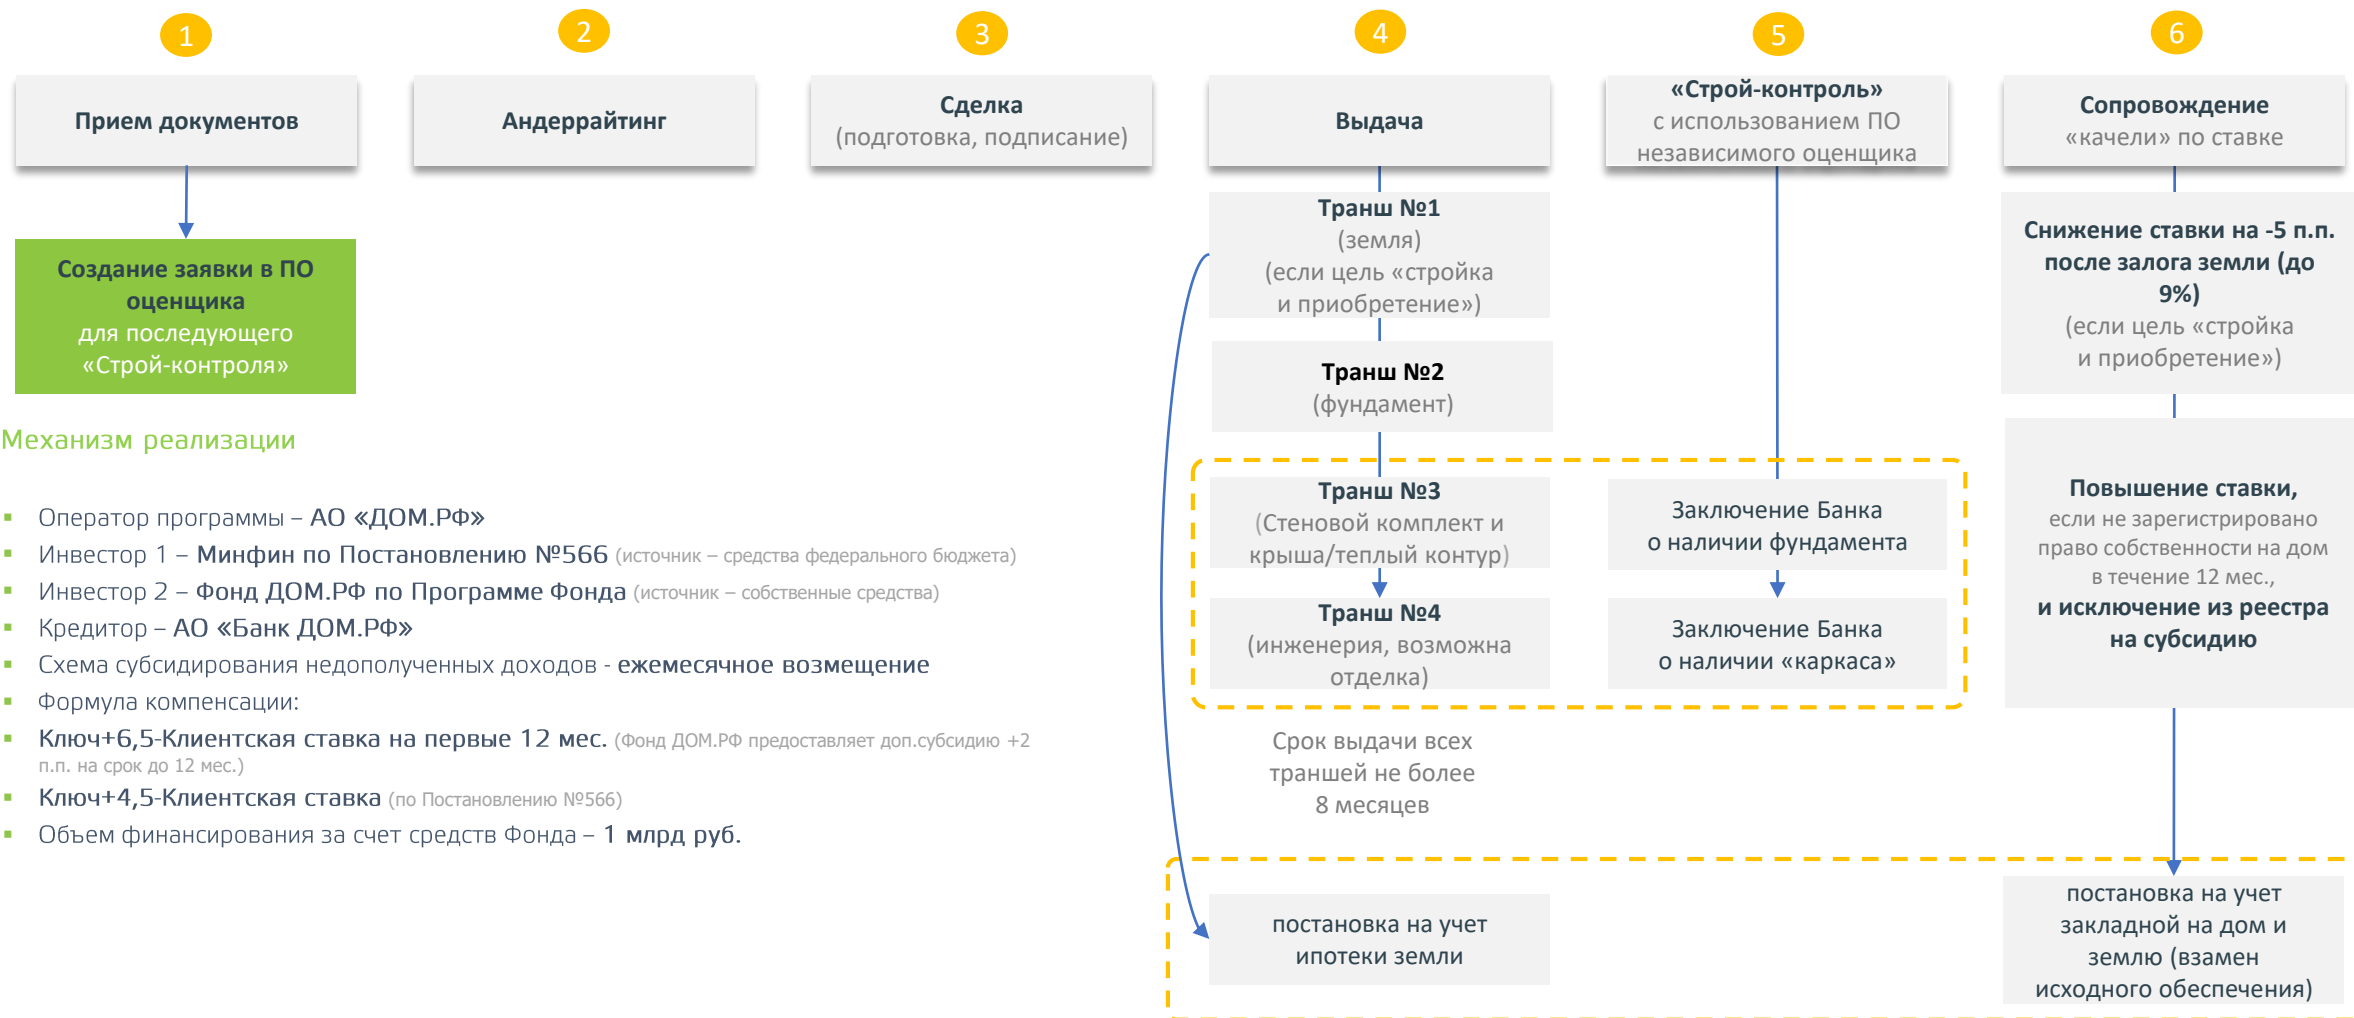 1
2
3
4
5
6
Прием документов
Андеррайтинг
Сделка
(подготовка, подписание)
Выдача
«Строй-контроль»
с использованием ПО
независимого оценщика
Сопровождение
«качели» по ставке
Создание заявки в ПО
оценщика
для последующего
«Строй-контроля»
Транш №1
(земля)
(если цель «стройка
и приобретение»)
Транш №2
(фундамент)
Транш №3
(Стеновой комплект и
крыша/теплый контур)
Транш №4
(инженерия, возможна
отделка)
Срок выдачи всех
траншей не более
8 месяцев
постановка на учет
ипотеки земли
Заключение Банка
о наличии фундамента
Заключение Банка
о наличии «каркаса»
Снижение ставки на -5 п.п.
после залога земли (до
9%)
(если цель «стройка
и приобретение»)
Повышение ставки,
если не зарегистрировано
право собственности на дом
в течение 12 мес.,
и исключение из реестра
на субсидию
постановка на учет
закладной на дом и
землю (взамен
исходного обеспечения)
Механизм реализации
▪ Оператор программы – АО «ДОМ.РФ»
▪ Инвестор 1 – Минфин по Постановлению №566 (источник – средства федерального бюджета)
▪ Инвестор 2 – Фонд ДОМ.РФ по Программе Фонда (источник – собственные средства)
▪ Кредитор – АО «Банк ДОМ.РФ»
▪ Схема субсидирования недополученных доходов - ежемесячное возмещение
▪ Формула компенсации:
▪ Ключ+6,5-Клиентская ставка на первые 12 мес. (Фонд ДОМ.РФ предоставляет доп.субсидию +2
п.п. на срок до 12 мес.)
▪ Ключ+4,5-Клиентская ставка (по Постановлению №566)
▪ Объем финансирования за счет средств Фонда – 1 млрд руб.